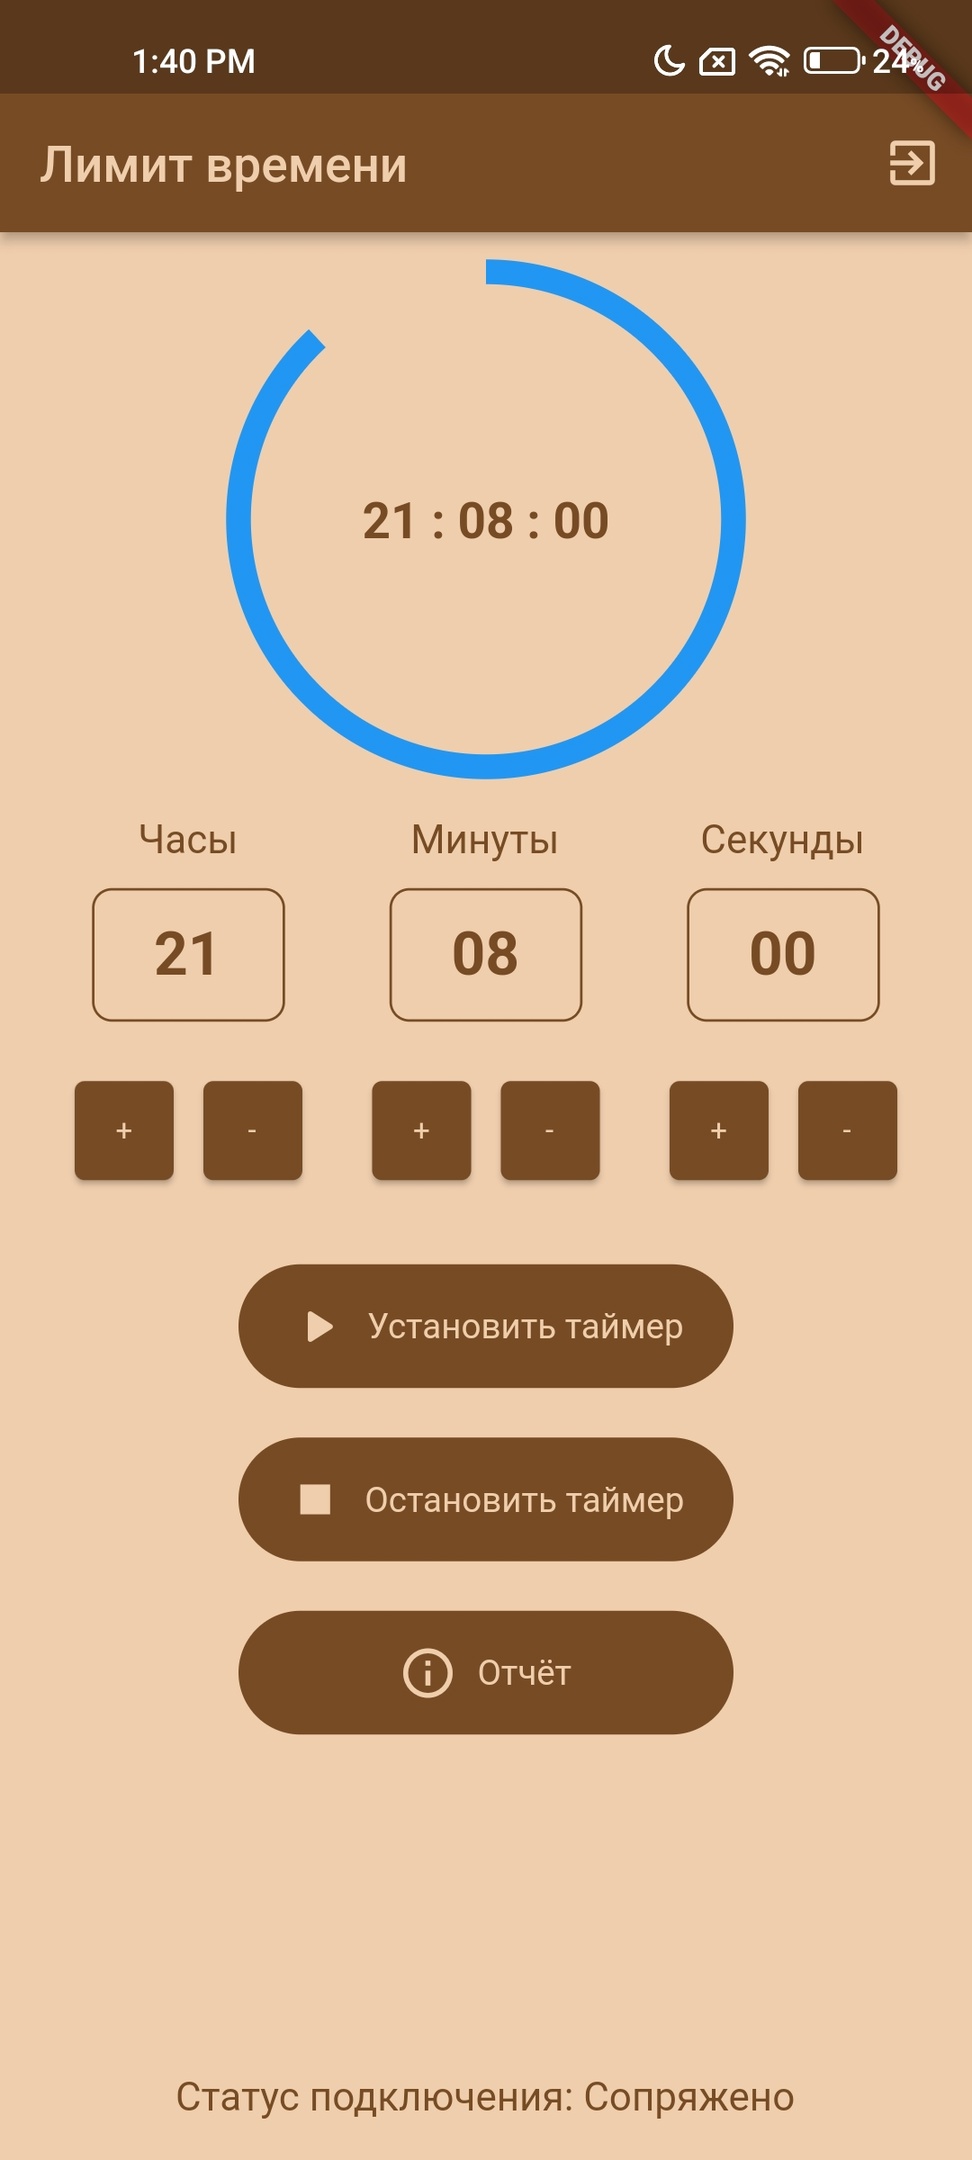 1:40 PM
24%
DEBUG
Лимит времени
21 : 08 : 00
Часы Минуты Секунды
21 08 00
+ - + - + -
Установить таймер
Остановить таймер
Отчёт
Статус подключения: Сопряжено